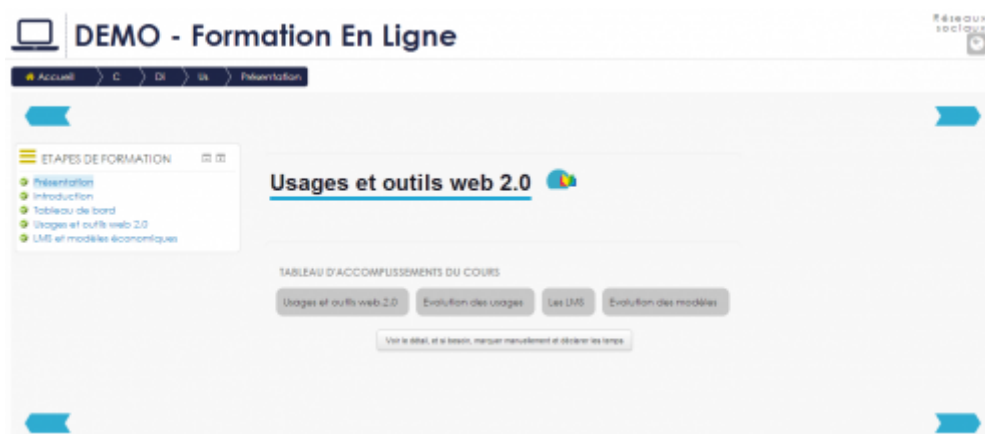 DEMO - Formation En Ligne
Réseaux
sociaux
Accueil C Di Us Présentation
ETAPES DE FORMATION
Présentation
Introduction
Tableau de bord
Usages et outils web 2.0
LMS et modèles économiques
Usages et outils web 2.0
TABLEAU D'ACCOMPLISSEMENTS DU COURS
Usages et outils web 2.0 Evolution des usages Les LMS Evolution des modèles
Voir le détail, et si besoin, marquer manuellement et déclarer les temps